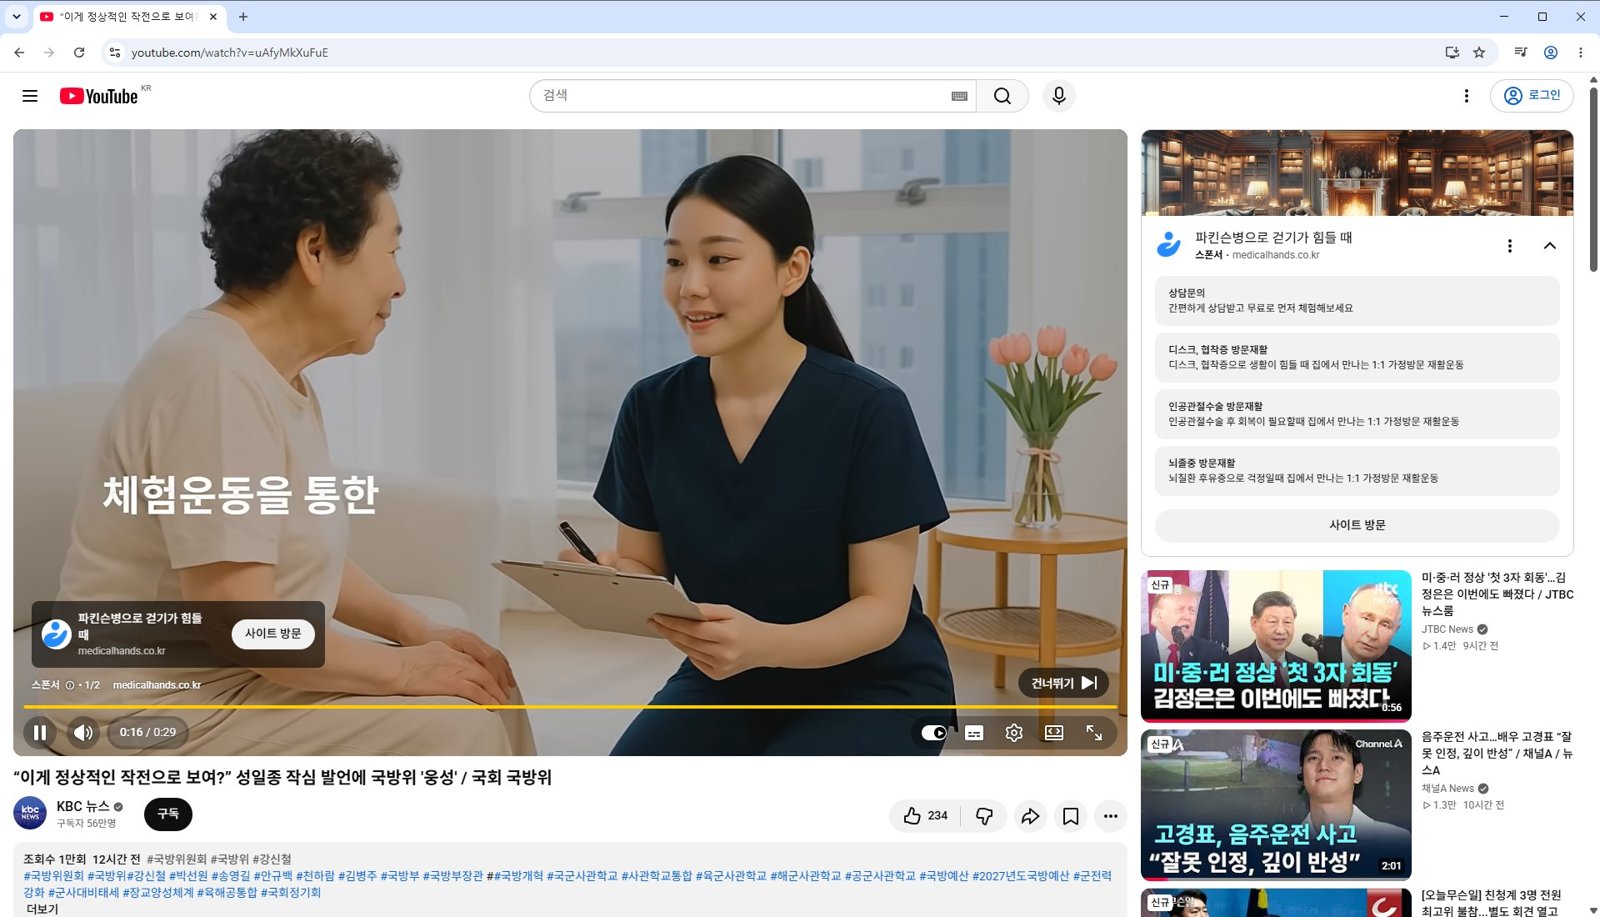 "이게 정상적인 작전으로 보여?
youtube.com/watch?v=uAfyMkXuFuE
YouTube KR
검색
로그인
체험운동을 통한
파킨슨병으로 걷기가 힘들
때
medicalhands.co.kr
사이트 방문
스폰서 · 1/2 medicalhands.co.kr
건너뛰기
0:16 / 0:29
“이게 정상적인 작전으로 보여?” 성일종 작심 발언에 국방위 '웅성' / 국회 국방위
kbc NEWS
KBC 뉴스
구독자 56만명
구독
234
조회수 1만회 12시간 전 #국방위원회 #국방위 #강신철
#국방위원회 #국방위#강신철 #박선원 #송영길 #안규백 #천하람 #김병주 #국방부 #국방부장관 ##국방개혁 #국군사관학교 #사관학교통합 #육군사관학교 #해군사관학교 #공군사관학교 #국방예산 #2027년도국방예산 #군전력
강화 #군사대비태세 #장교양성체계 #육해공통합 #국회정기회
더보기
파킨슨병으로 걷기가 힘들 때
스폰서 · medicalhands.co.kr
상담문의
간편하게 상담받고 무료로 먼저 체험해보세요
디스크, 협착증 방문재활
디스크, 협착증으로 생활이 힘들 때 집에서 만나는 1:1 가정방문 재활운동
인공관절수술 방문재활
인공관절수술 후 회복이 필요할때 집에서 만나는 1:1 가정방문 재활운동
뇌졸중 방문재활
뇌질환 후유증으로 걱정일때 집에서 만나는 1:1 가정방문 재활운동
사이트 방문
신규
jtbc news
미·중·러 정상 '첫 3자 회동'
김정은은 이번에도 빠졌다
0:56
미·중·러 정상 '첫 3자 회동'…김
정은은 이번에도 빠졌다 / JTBC
뉴스룸
JTBC News
1.4만 9시간 전
신규
Channel A
고경표, 음주운전 사고
“잘못 인정, 깊이 반성”
2:01
음주운전 사고…배우 고경표 “잘
못 인정, 깊이 반성” / 채널A / 뉴
스A
채널A News
1.3만 10시간 전
신규
[오늘무슨일] 친청계 3명 전원
최고위 불참…별도 회견 열고